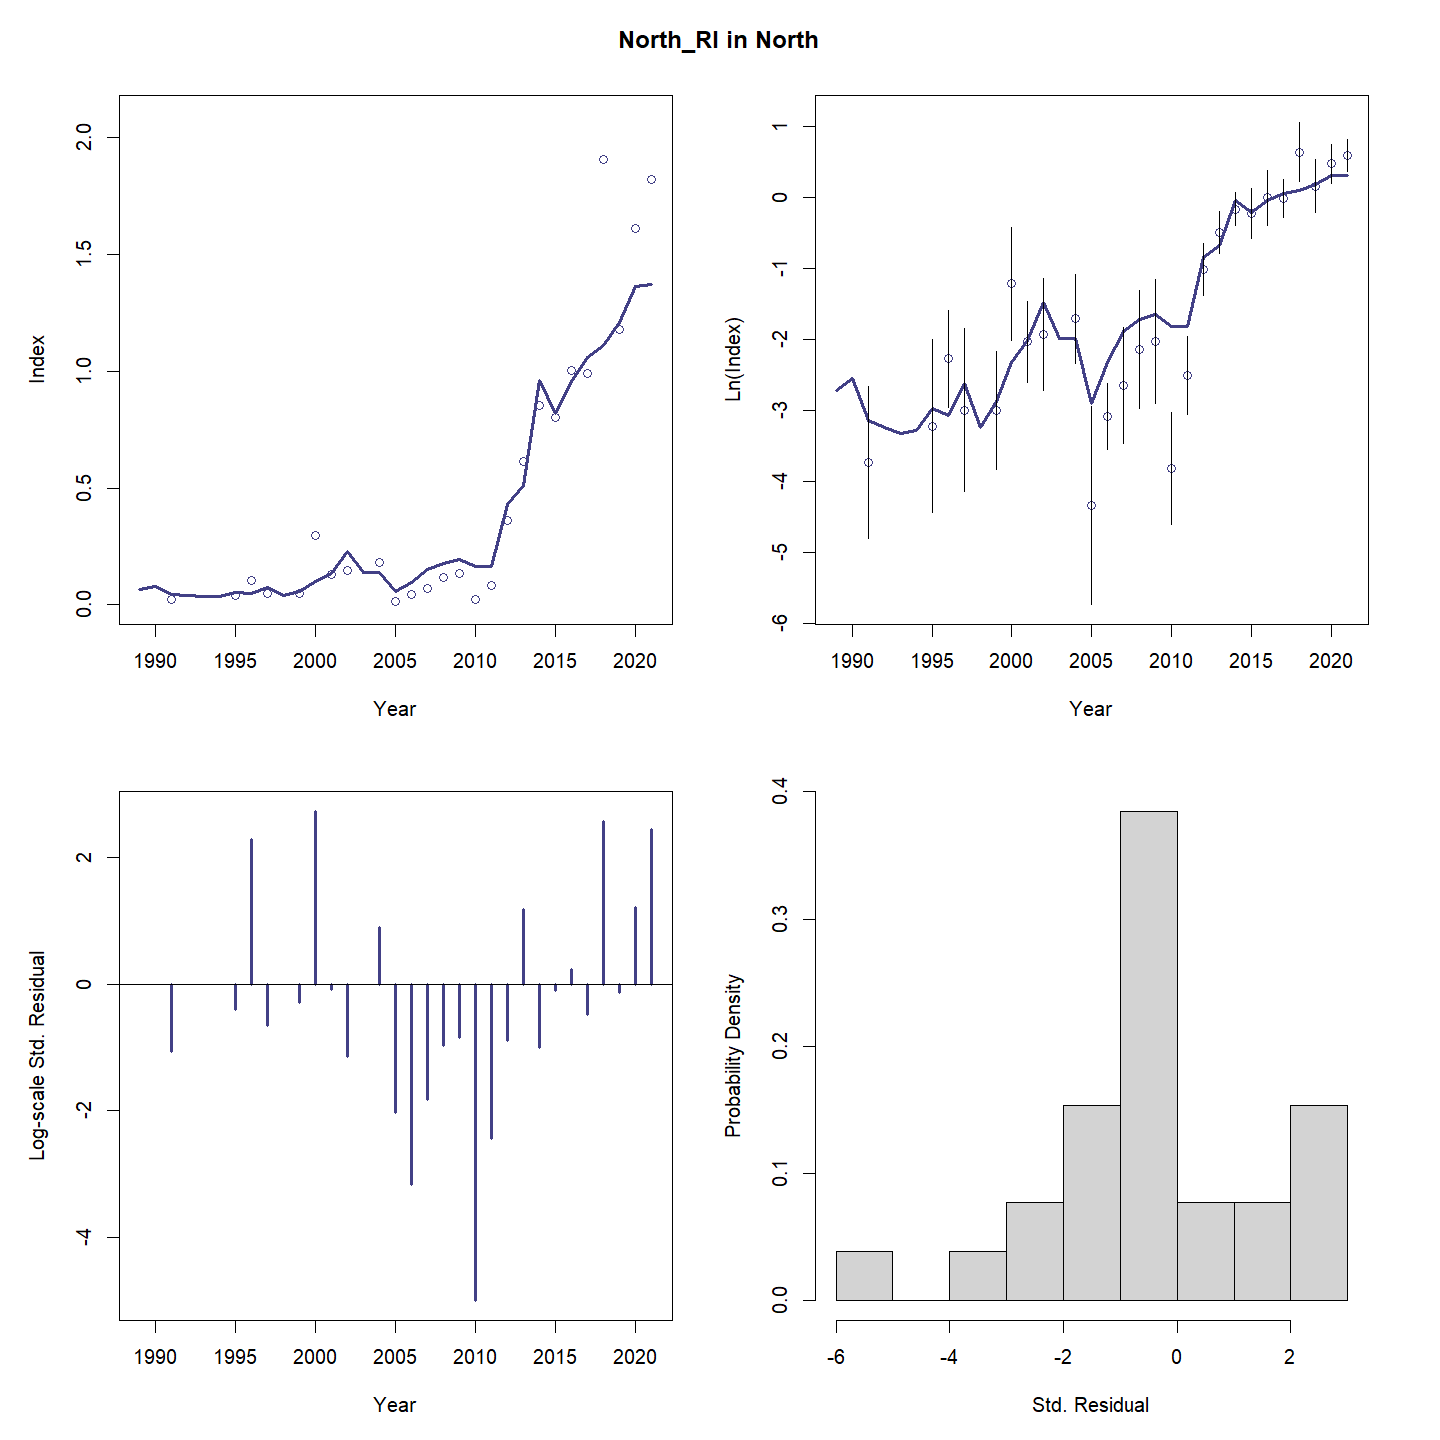 North_RI in North
Index
2.0
1.5
1.0
0.5
0.0
1990 1995 2000 2005 2010 2015 2020
Year
Ln(Index)
1
0
-1
-2
-3
-4
-5
-6
1990 1995 2000 2005 2010 2015 2020
Year
Log-scale Std. Residual
2
0
-2
-4
1990 1995 2000 2005 2010 2015 2020
Year
Probability Density
0.4
0.3
0.2
0.1
0.0
-6 -4 -2 0 2
Std. Residual